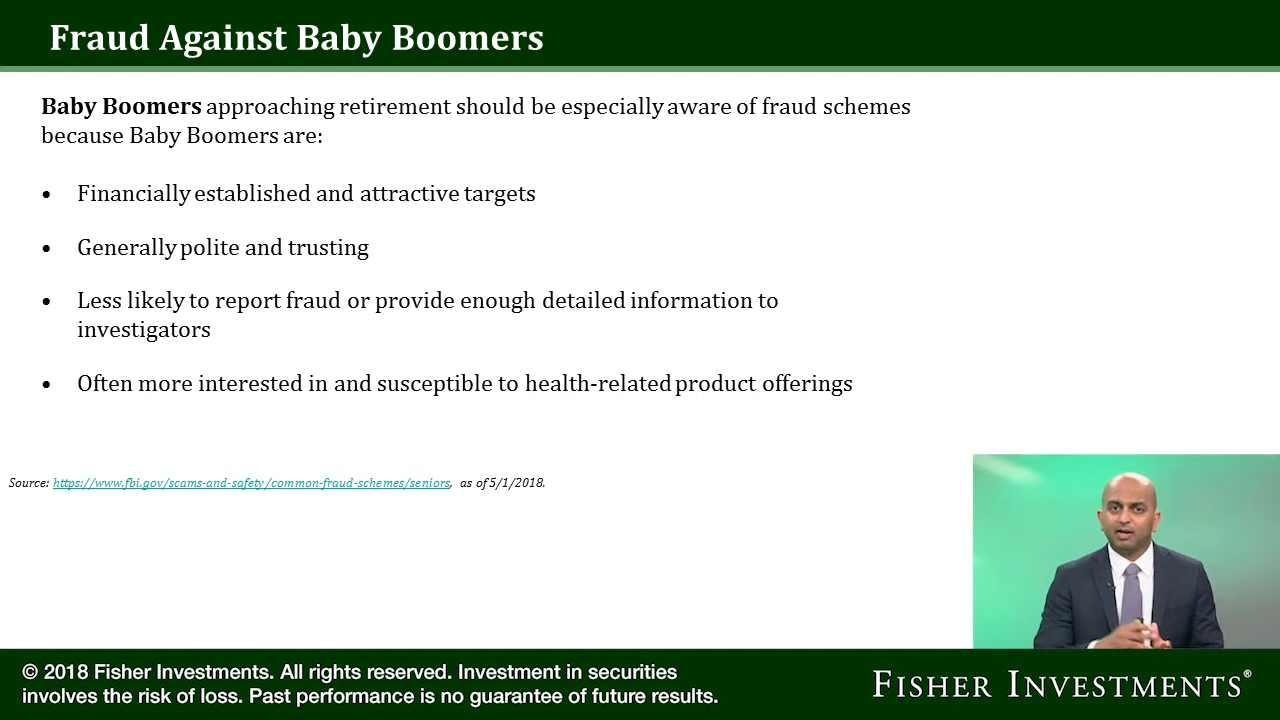 Fraud Against Baby Boomers
Baby Boomers approaching retirement should be especially aware of fraud schemes
because Baby Boomers are:
• Financially established and attractive targets
• Generally polite and trusting
• Less likely to report fraud or provide enough detailed information to
investigators
• Often more interested in and susceptible to health-related product offerings
Source: https://www.fbi.gov/scams-and-safety/common-fraud-schemes/seniors, as of 5/1/2018.
© 2018 Fisher Investments. All rights reserved. Investment in securities
involves the risk of loss. Past performance is no guarantee of future results.
FISHER INVESTMENTS®